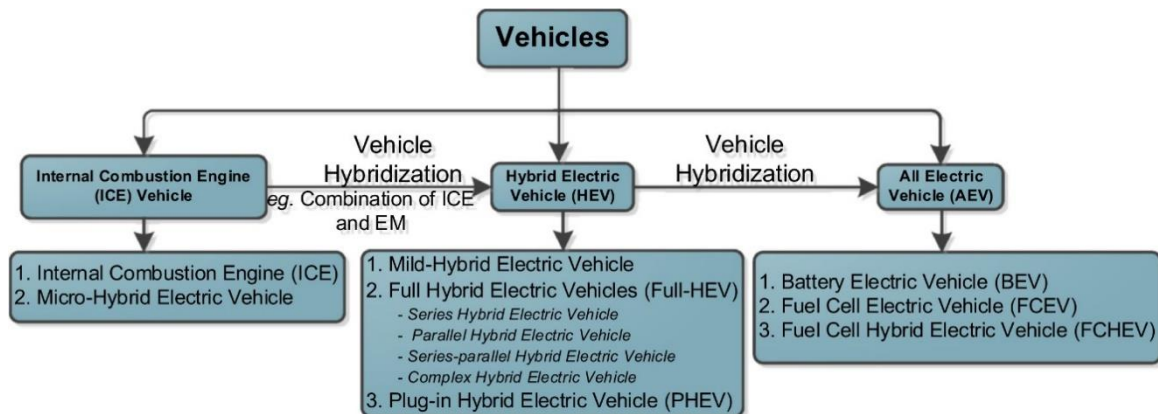 Vehicles
Internal Combustion Engine
(ICE) Vehicle
Vehicle
Hybridization
eg. Combination of ICE
and EM
Hybrid Electric
Vehicle (HEV)
Vehicle
Hybridization
All Electric
Vehicle (AEV)
1. Internal Combustion Engine (ICE)
2. Micro-Hybrid Electric Vehicle
1. Mild-Hybrid Electric Vehicle
2. Full Hybrid Electric Vehicles (Full-HEV)
- Series Hybrid Electric Vehicle
- Parallel Hybrid Electric Vehicle
- Series-parallel Hybrid Electric Vehicle
- Complex Hybrid Electric Vehicle
3. Plug-in Hybrid Electric Vehicle (PHEV)
1. Battery Electric Vehicle (BEV)
2. Fuel Cell Electric Vehicle (FCEV)
3. Fuel Cell Hybrid Electric Vehicle (FCHEV)